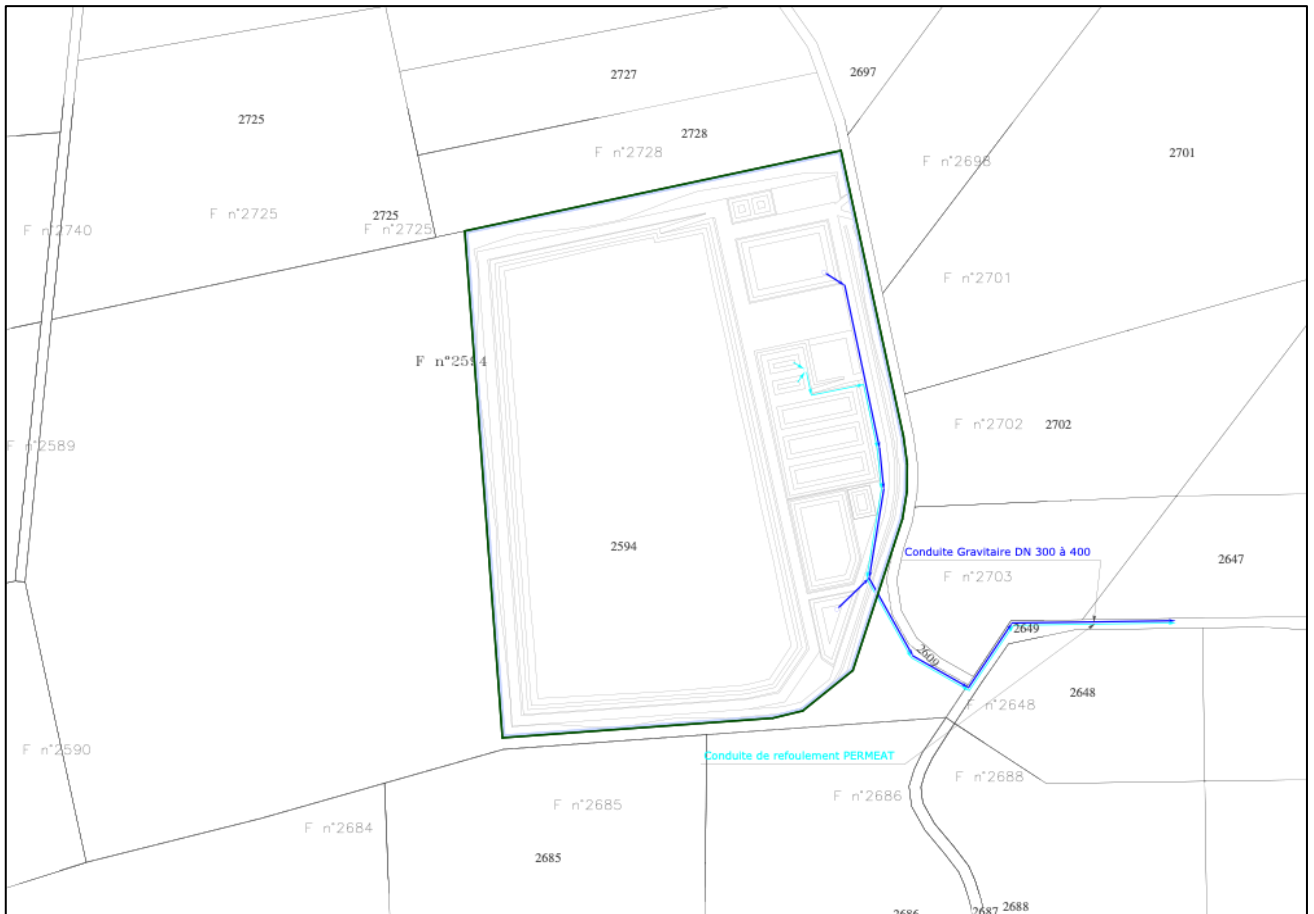 2697
2727
2725
2728
F n°2728
2701
F n°2698
F n°2725
2725
F n°2725
F n°2740
F n°2701
F n°2594
F n°2702
2702
F n°2589
2594
Conduite Gravitaire DN 300 à 400
2647
F n°2703
2649
2609
2648
F n°2648
F n°2590
Conduite de refoulement PERMEAT
F n°2688
F n°2686
F n°2685
F n°2684
2685
2686
2687
2688